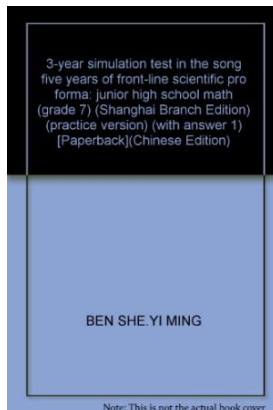 3-year simulation test in the song
five years of front-line scientific pro
forma: junior high school math
(grade 7) (Shanghai Branch Edition)
(practice version) (with answer 1)
[Paperback](Chinese Edition)
BEN SHE.YI MING
Note: This is not the actual book cover